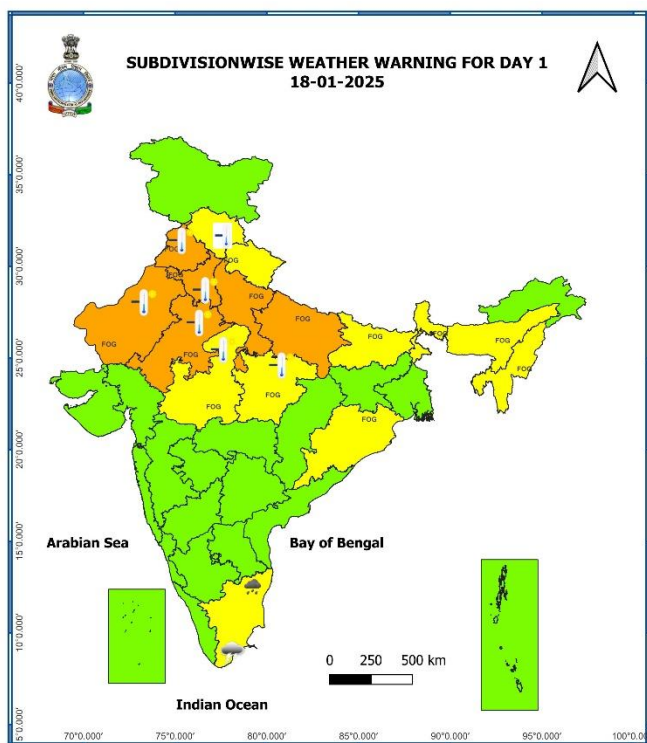 SUBDIVISIONWISE WEATHER WARNING FOR DAY 1
18-01-2025
40°0.000'
35°0.000'
30°0.000'
25°0.000'
20°0.000'
15°0.000'
10°0.000'
5°0.000'
FOG
FOG
FOG
FOG
FOG
FOG
FOG
FOG
FOG
FOG
FOG
FOG
FOG
FOG
Arabian Sea
Bay of Bengal
0 250 500 km
Indian Ocean
70°0.000'
75°0.000'
80°0.000'
85°0.000'
90°0.000'
95°0.000'
100°0.0